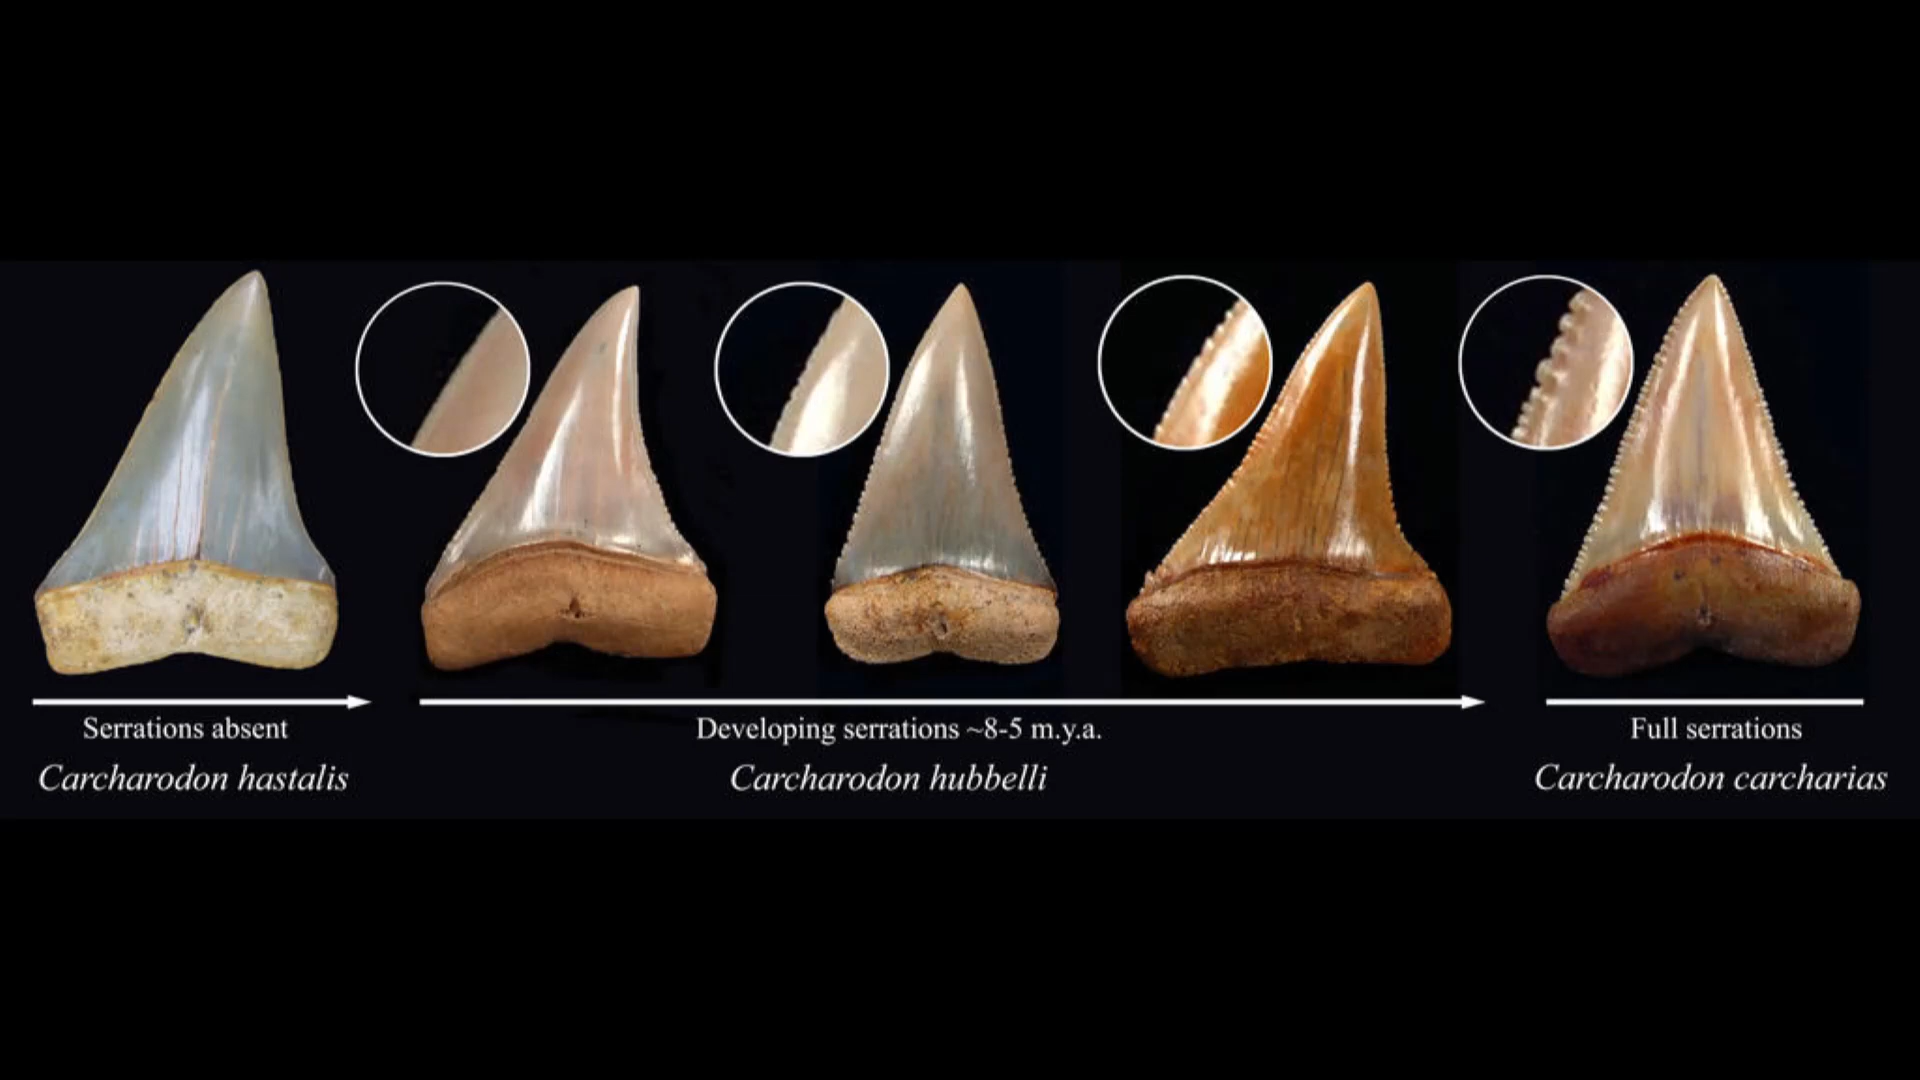 Serrations absent
Carcharodon hastalis
Developing serrations ~8-5 m.y.a.
Carcharodon hubbelli
Full serrations
Carcharodon carcharias